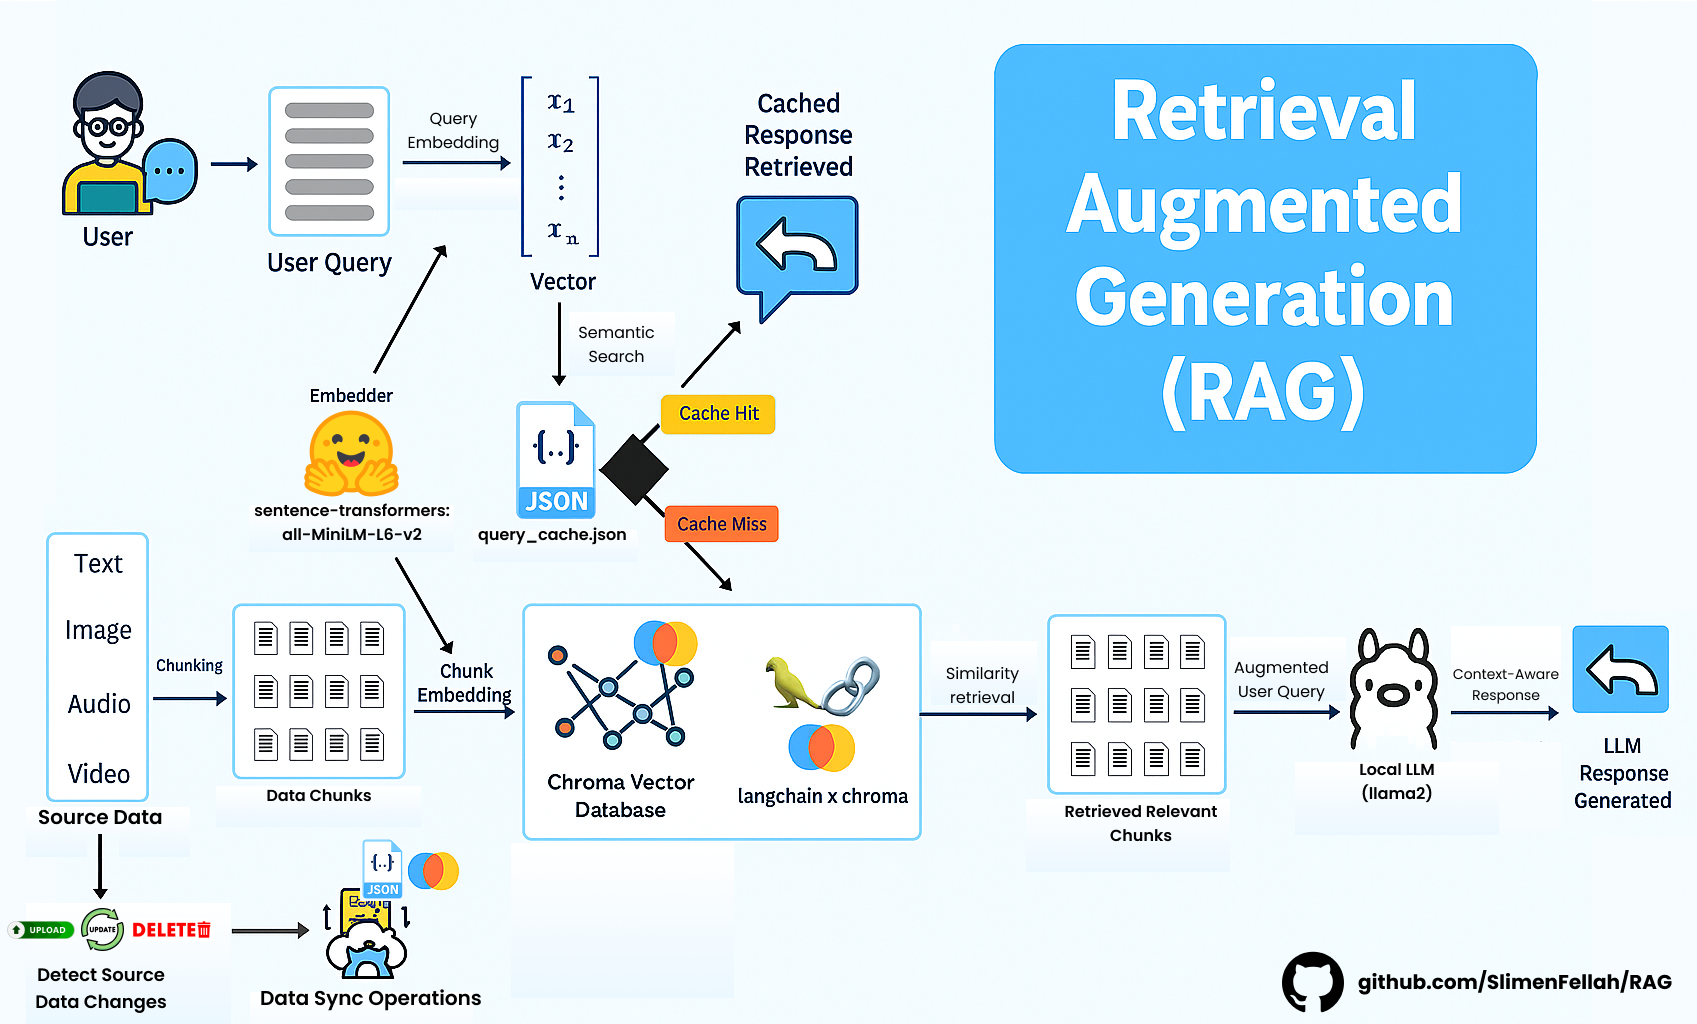 Retrieval
Augmented
Generation
(RAG)
User
User Query
Query
Embedding
x1
x2
⋮
xn
Vector
Cached
Response
Retrieved
Semantic
Search
Embedder
sentence-transformers:
all-MiniLM-L6-v2
{..}
JSON
query_cache.json
Cache Hit
Cache Miss
Text
Image
Audio
Video
Source Data
Chunking
Data Chunks
Chunk
Embedding
Chroma Vector
Database
langchain x chroma
Similarity
retrieval
Retrieved Relevant
Chunks
Augmented
User Query
Local LLM
(llama2)
Context-Aware
Response
LLM
Response
Generated
UPLOAD
UPDATE
DELETE
Detect Source
Data Changes
{..}
JSON
Data Sync Operations
github.com/SlimenFellah/RAG